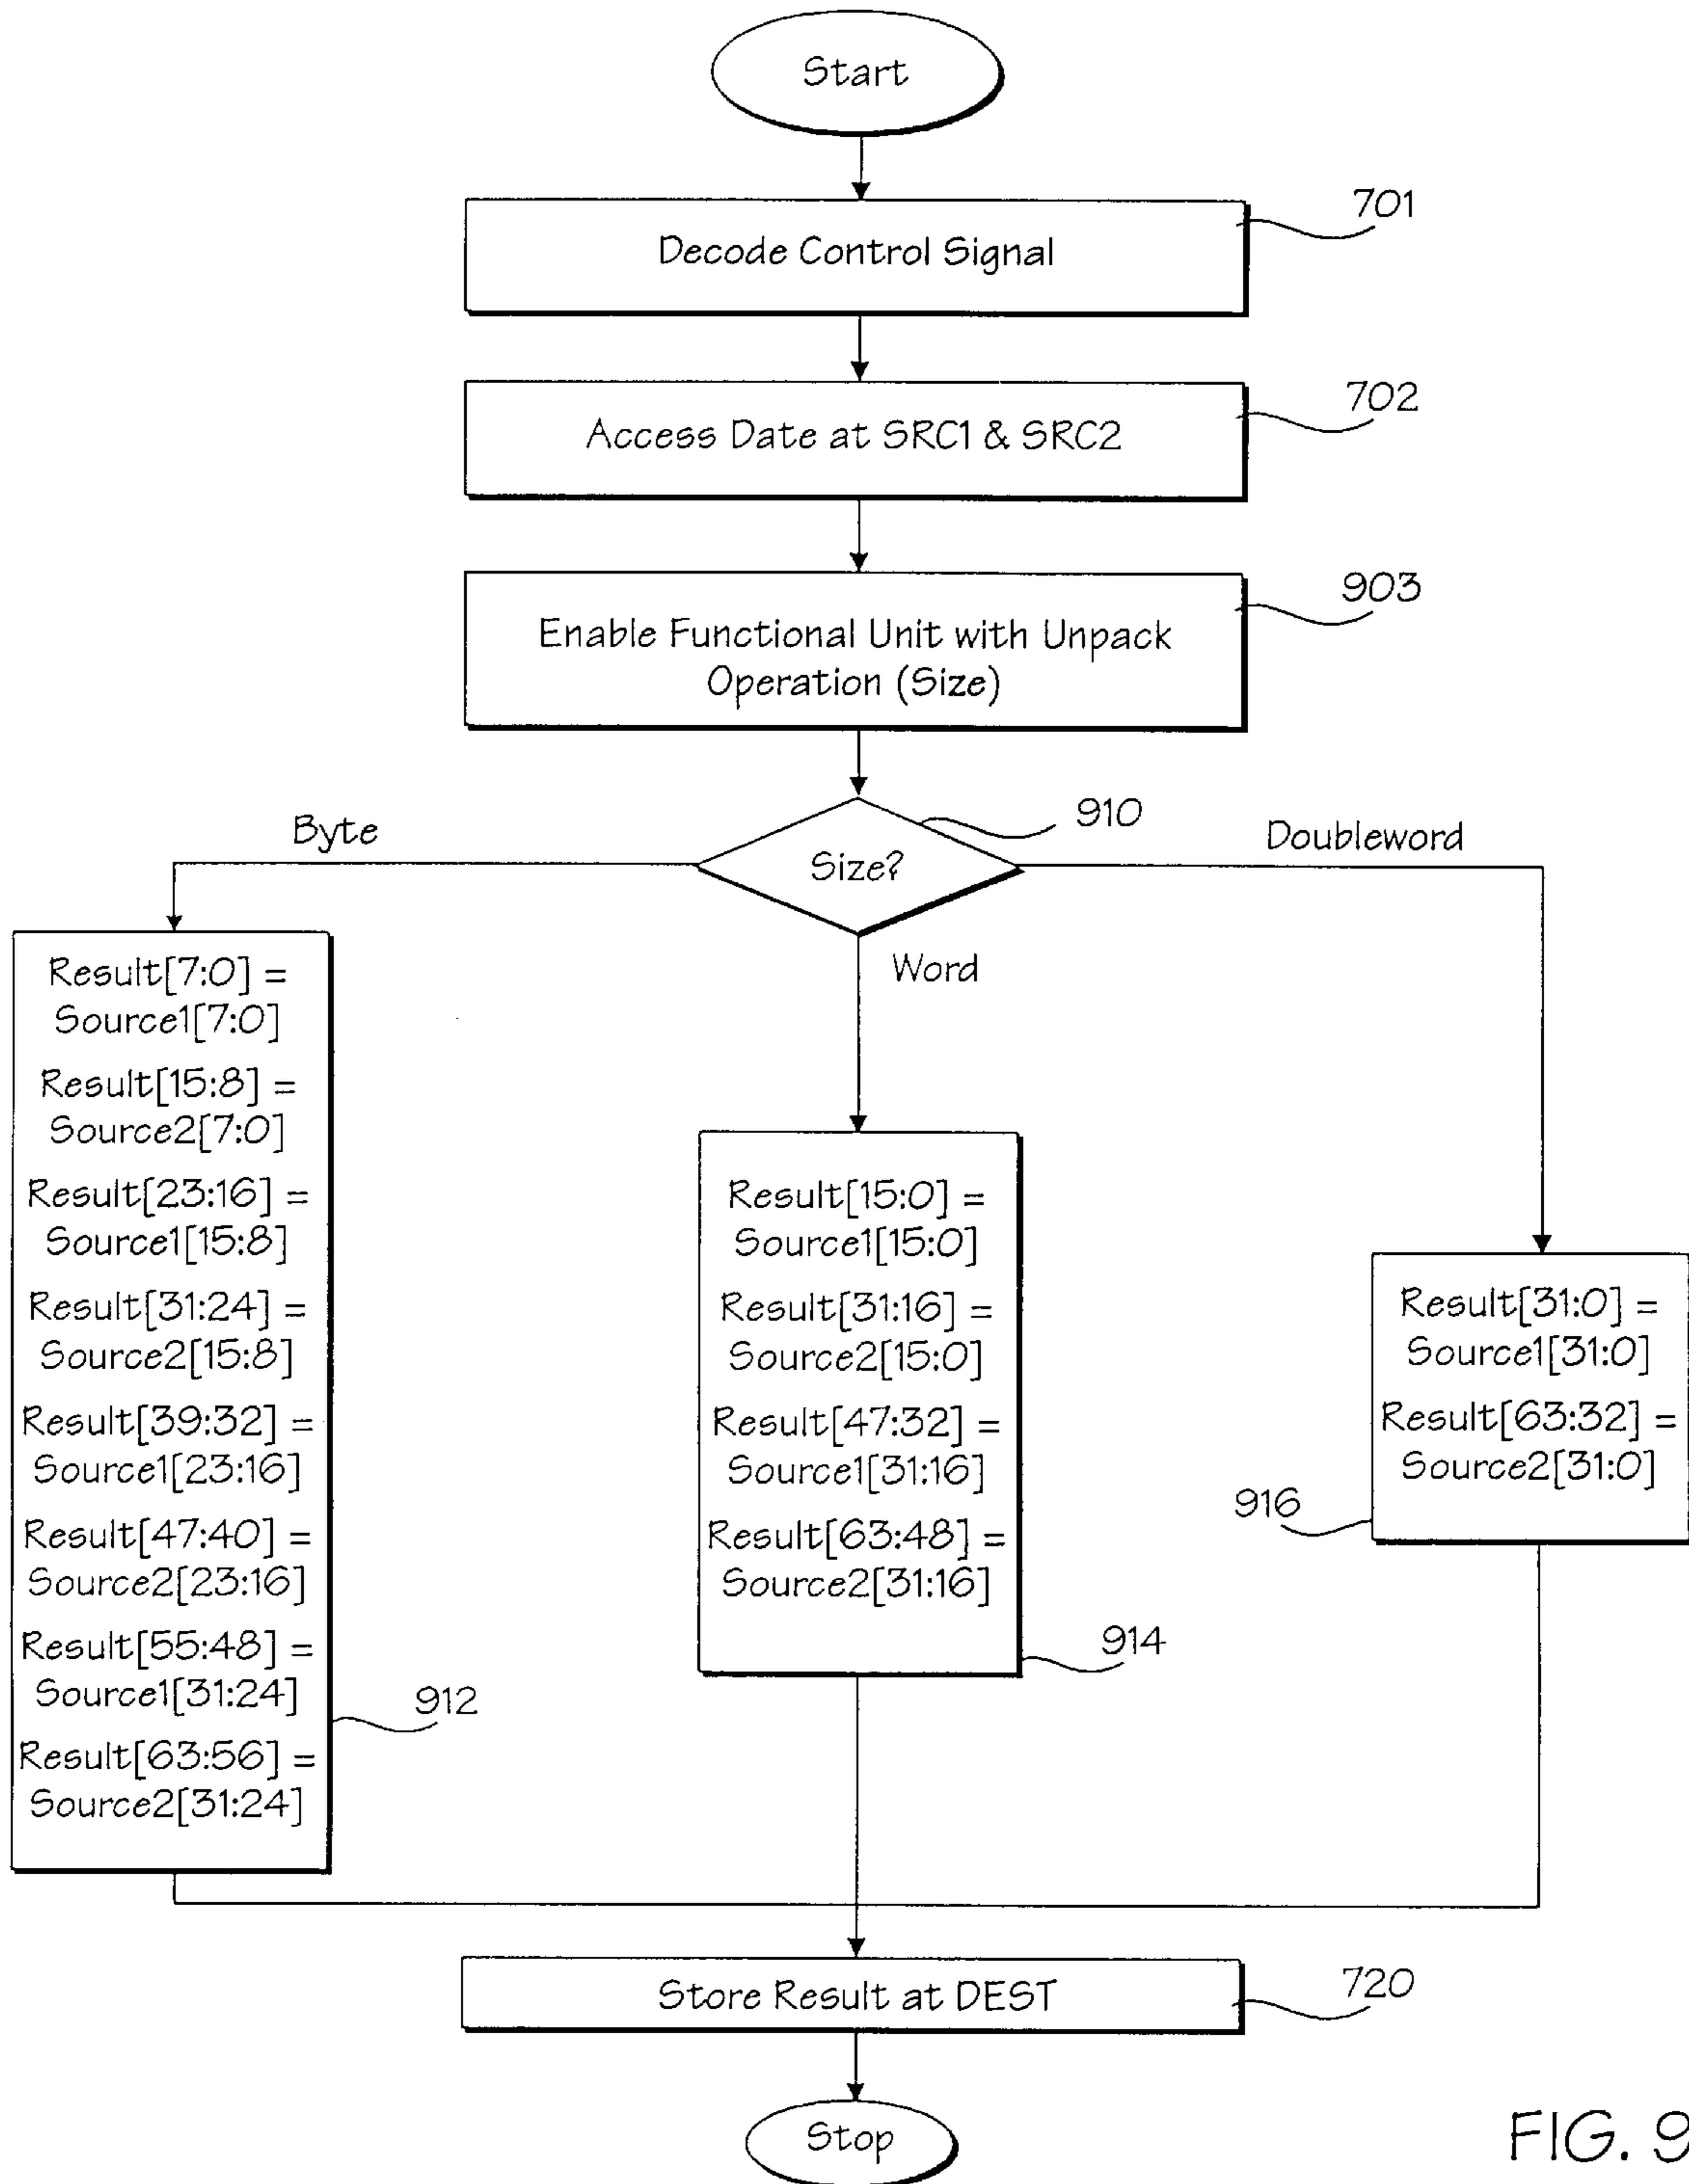 Start
Decode Control Signal
701
Access Date at SRC1 & SRC2
702
Enable Functional Unit with Unpack
Operation (Size)
903
Size?
910
Byte
Word
Doubleword
Result[7:0] =
Source1[7:0]
Result[15:8] =
Source2[7:0]
Result[23:16] =
Source1[15:8]
Result[31:24] =
Source2[15:8]
Result[39:32] =
Source1[23:16]
Result[47:40] =
Source2[23:16]
Result[55:48] =
Source1[31:24]
Result[63:56] =
Source2[31:24]
912
Result[15:0] =
Source1[15:0]
Result[31:16] =
Source2[15:0]
Result[47:32] =
Source1[31:16]
Result[63:48] =
Source2[31:16]
914
Result[31:0] =
Source1[31:0]
Result[63:32] =
Source2[31:0]
916
Store Result at DEST
720
Stop
FIG. 9